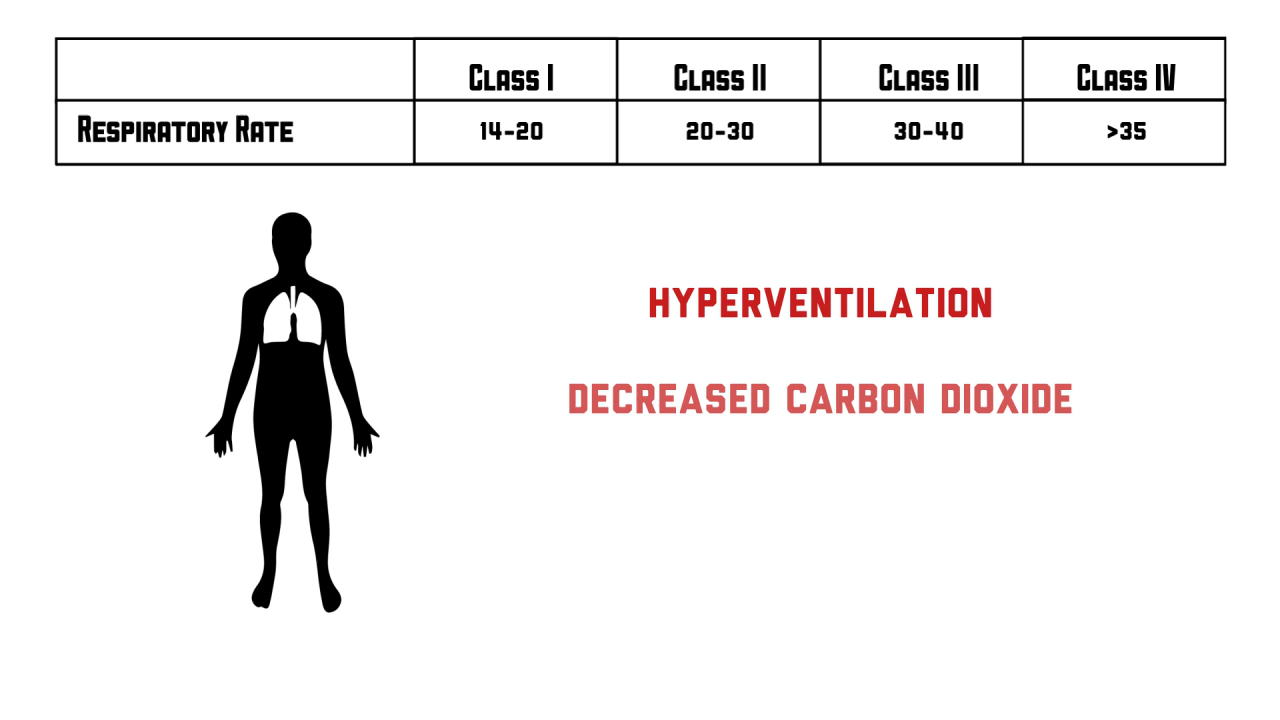 Class I Class II Class III Class IV
Respiratory Rate 14-20 20-30 30-40 >35
HYPERVENTILATION
DECREASED CARBON DIOXIDE